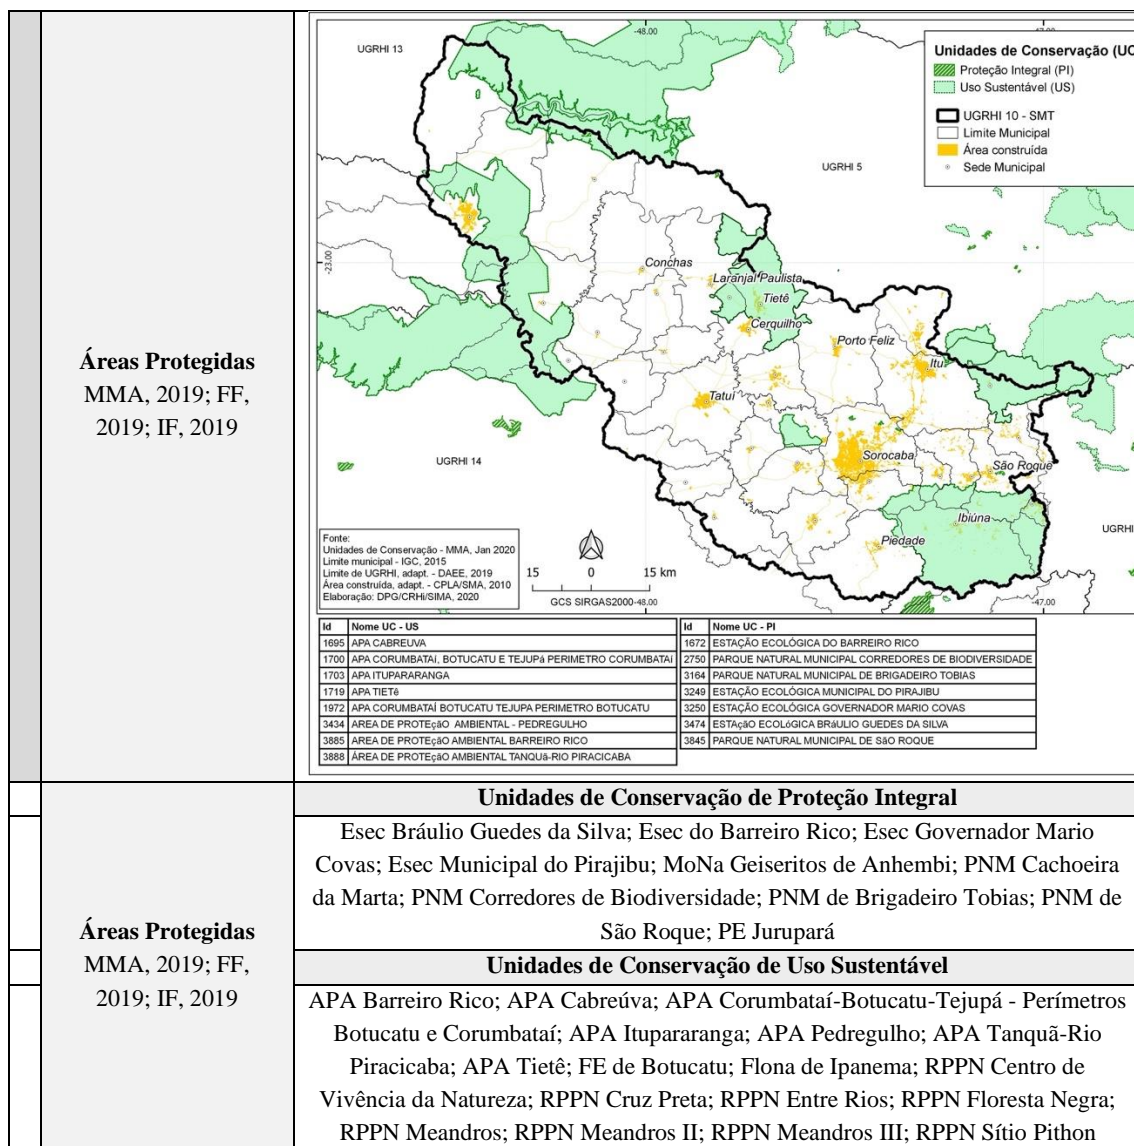 Áreas Protegidas
MMA, 2019; FF,
2019; IF, 2019
UGRHI 13
-48.00
-47.00
Unidades de Conservação (UC
Proteção Integral (PI)
Uso Sustentável (US)
UGRHI 10 - SMT
Limite Municipal
Área construída
Sede Municipal
UGRHI 5
-23.00
Conchas
Laranjal Paulista
Tietê
Cerquilho
Porto Feliz
Itu
Tatuí
Sorocaba
São Roque
UGRHI 14
Ibiúna
Piedade
UGRHI
Fonte:
Unidades de Conservação - MMA, Jan 2020
Limite municipal - IGC, 2015
Limite de UGRHI, adapt. - DAEE, 2019
Área construída, adapt. - CPLA/SMA, 2010
Elaboração: DPG/CRHi/SIMA, 2020
15 0 15 km
GCS SIRGAS2000
-48.00
-47.00
Id Nome UC - US
1695 APA CABREUVA
1700 APA CORUMBATAí, BOTUCATU E TEJUPá PERIMETRO CORUMBATAí
1703 APA ITUPARARANGA
1719 APA TIETê
1972 APA CORUMBATAÍ BOTUCATU TEJUPA PERIMETRO BOTUCATU
3434 AREA DE PROTEçãO AMBIENTAL - PEDREGULHO
3885 AREA DE PROTEçãO AMBIENTAL BARREIRO RICO
3888 ÁREA DE PROTEçãO AMBIENTAL TANQUã-RIO PIRACICABA
Id Nome UC - PI
1672 ESTAÇÃO ECOLÓGICA DO BARREIRO RICO
2750 PARQUE NATURAL MUNICIPAL CORREDORES DE BIODIVERSIDADE
3164 PARQUE NATURAL MUNICIPAL DE BRIGADEIRO TOBIAS
3249 ESTAÇÃO ECOLÓGICA MUNICIPAL DO PIRAJIBU
3250 ESTAÇÃO ECOLÓGICA GOVERNADOR MARIO COVAS
3474 ESTAçãO ECOLóGICA BRáULIO GUEDES DA SILVA
3845 PARQUE NATURAL MUNICIPAL DE SãO ROQUE
Áreas Protegidas
MMA, 2019; FF,
2019; IF, 2019
Unidades de Conservação de Proteção Integral
Esec Bráulio Guedes da Silva; Esec do Barreiro Rico; Esec Governador Mario
Covas; Esec Municipal do Pirajibu; MoNa Geiseritos de Anhembi; PNM Cachoeira
da Marta; PNM Corredores de Biodiversidade; PNM de Brigadeiro Tobias; PNM de
São Roque; PE Jurupará
Unidades de Conservação de Uso Sustentável
APA Barreiro Rico; APA Cabreúva; APA Corumbataí-Botucatu-Tejupá - Perímetros
Botucatu e Corumbataí; APA Itupararanga; APA Pedregulho; APA Tanquã-Rio
Piracicaba; APA Tietê; FE de Botucatu; Flona de Ipanema; RPPN Centro de
Vivência da Natureza; RPPN Cruz Preta; RPPN Entre Rios; RPPN Floresta Negra;
RPPN Meandros; RPPN Meandros II; RPPN Meandros III; RPPN Sítio Pithon